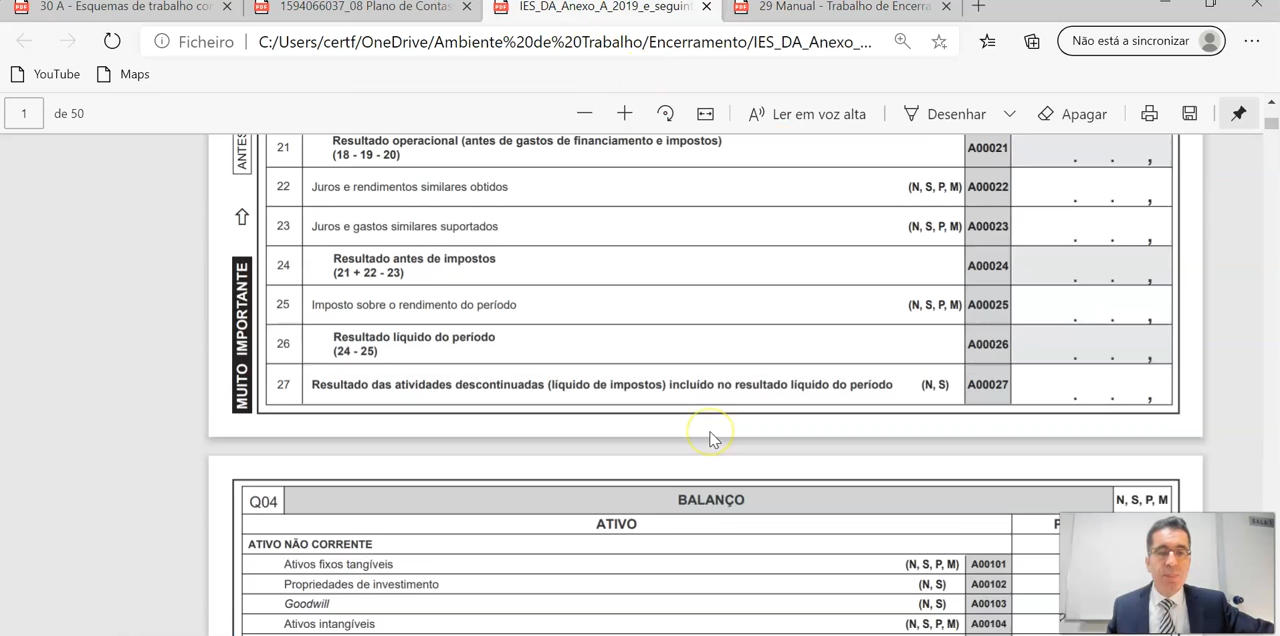 30 A - Esquemas de trabalho co
1594066037_08 Plano de Contas
IES_DA_Anexo_A_2019_e_seguint
29 Manual - Trabalho de Encerra
Ficheiro
C:/Users/certf/OneDrive/Ambiente%20de%20Trabalho/Encerramento/IES_DA_Anexo_...
Não está a sincronizar
YouTube
Maps
1
de 50
Ler em voz alta
Desenhar
Apagar
ANTES
21
Resultado operacional (antes de gastos de financiamento e impostos)
(18 - 19 - 20)
A00021
. . ,
22
Juros e rendimentos similares obtidos
(N, S, P, M)
A00022
. . ,
23
Juros e gastos similares suportados
(N, S, P, M)
A00023
. . ,
24
Resultado antes de impostos
(21 + 22 - 23)
A00024
. . ,
25
Imposto sobre o rendimento do período
(N, S, P, M)
A00025
. . ,
26
Resultado líquido do período
(24 - 25)
A00026
. . ,
27
Resultado das atividades descontinuadas (líquido de impostos) incluído no resultado líquido do período
(N, S)
A00027
. . ,
MUITO IMPORTANTE
Q04
BALANÇO
N, S, P, M
ATIVO
P
ATIVO NÃO CORRENTE
Ativos fixos tangíveis
(N, S, P, M)
A00101
Propriedades de investimento
(N, S)
A00102
Goodwill
(N, S)
A00103
Ativos intangíveis
(N, S, P, M)
A00104